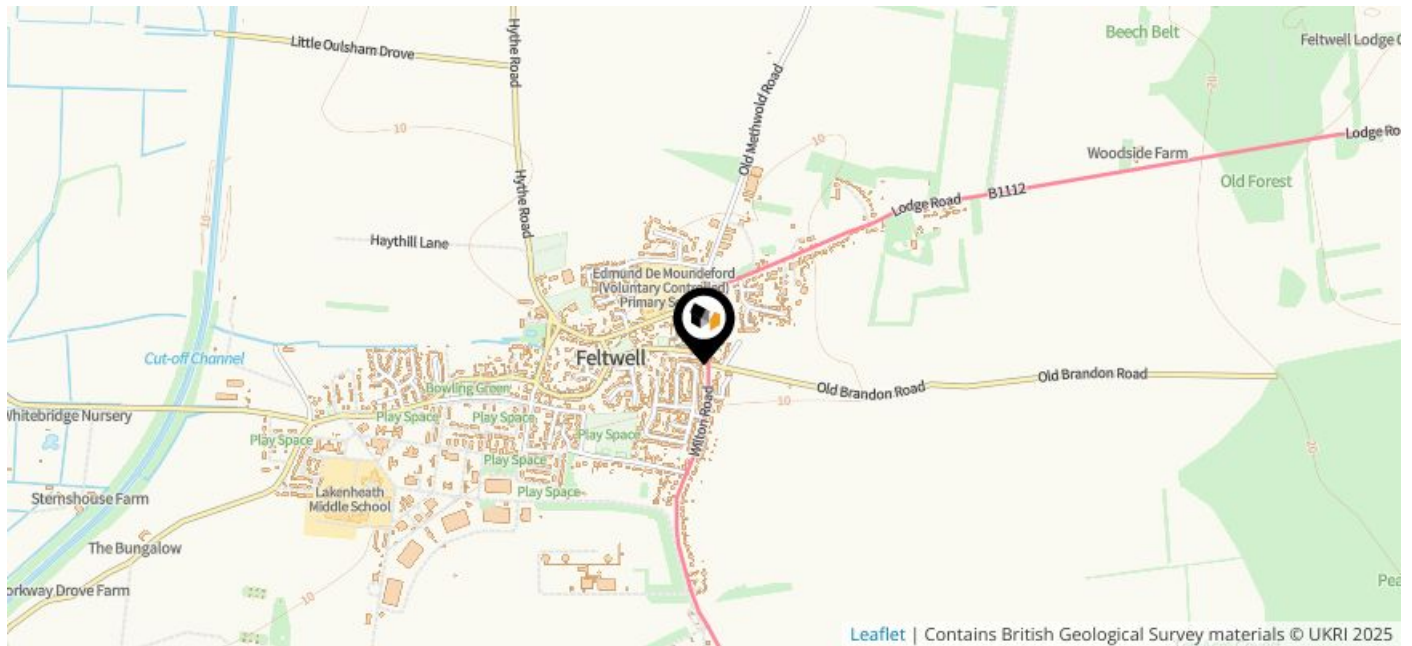 Little Oulsham Drove
Hythe Road
Old Methwold Road
Beech Belt
Feltwell Lodge
20
Lodge
Woodside Farm
10
10
Old Forest
B1112
Lodge Road
Hythe Road
Haythill Lane
10
Edmund De Moundeford
(Voluntary Controlled)
Primary
Cut-off Channel
Feltwell
Old Brandon Road
Old Brandon Road
10
Bowling Green
Whitebridge Nursery
Play Space
Play Space
Wilton Road
Play Space
Play Space
20
Play Space
Lakenheath
Middle School
Play Space
Sternshouse Farm
The Bungalow
Drove Farm
10
Leaflet | Contains British Geological Survey materials © UKRI 2025